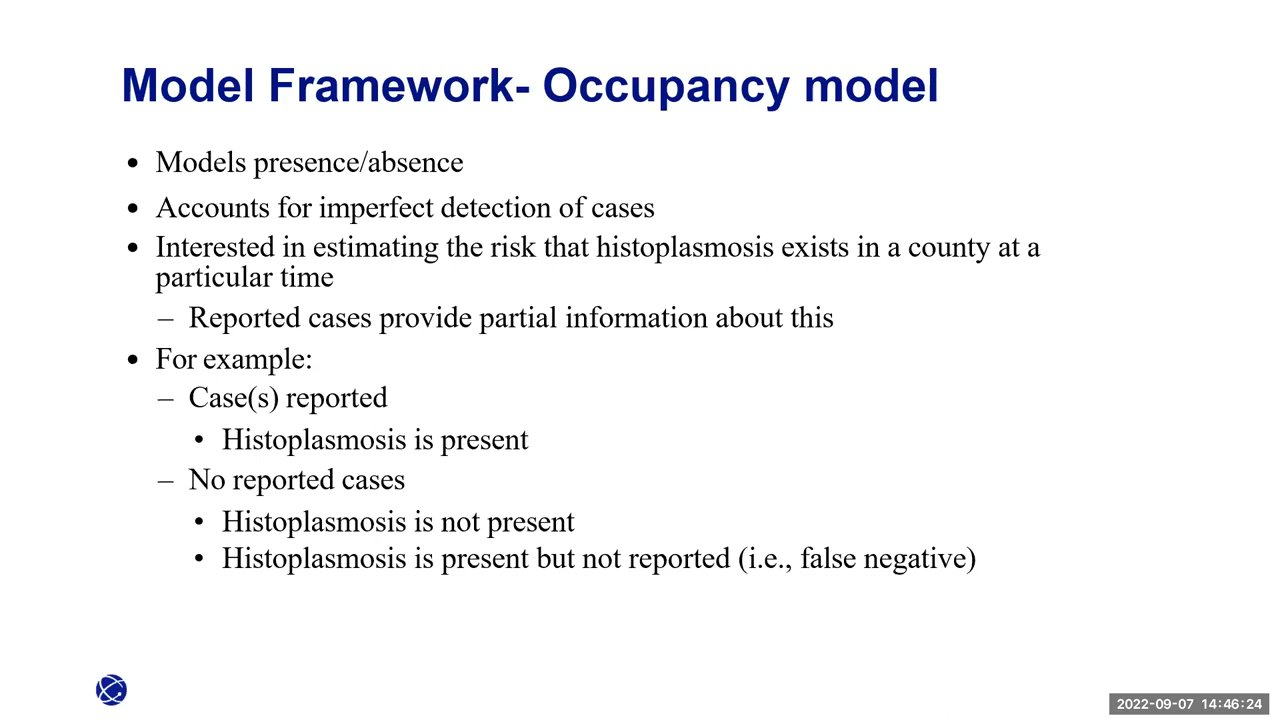 Model Framework- Occupancy model
• Models presence/absence
• Accounts for imperfect detection of cases
• Interested in estimating the risk that histoplasmosis exists in a county at a
particular time
– Reported cases provide partial information about this
• For example:
– Case(s) reported
• Histoplasmosis is present
– No reported cases
• Histoplasmosis is not present
• Histoplasmosis is present but not reported (i.e., false negative)
2022-09-07 14:46:24